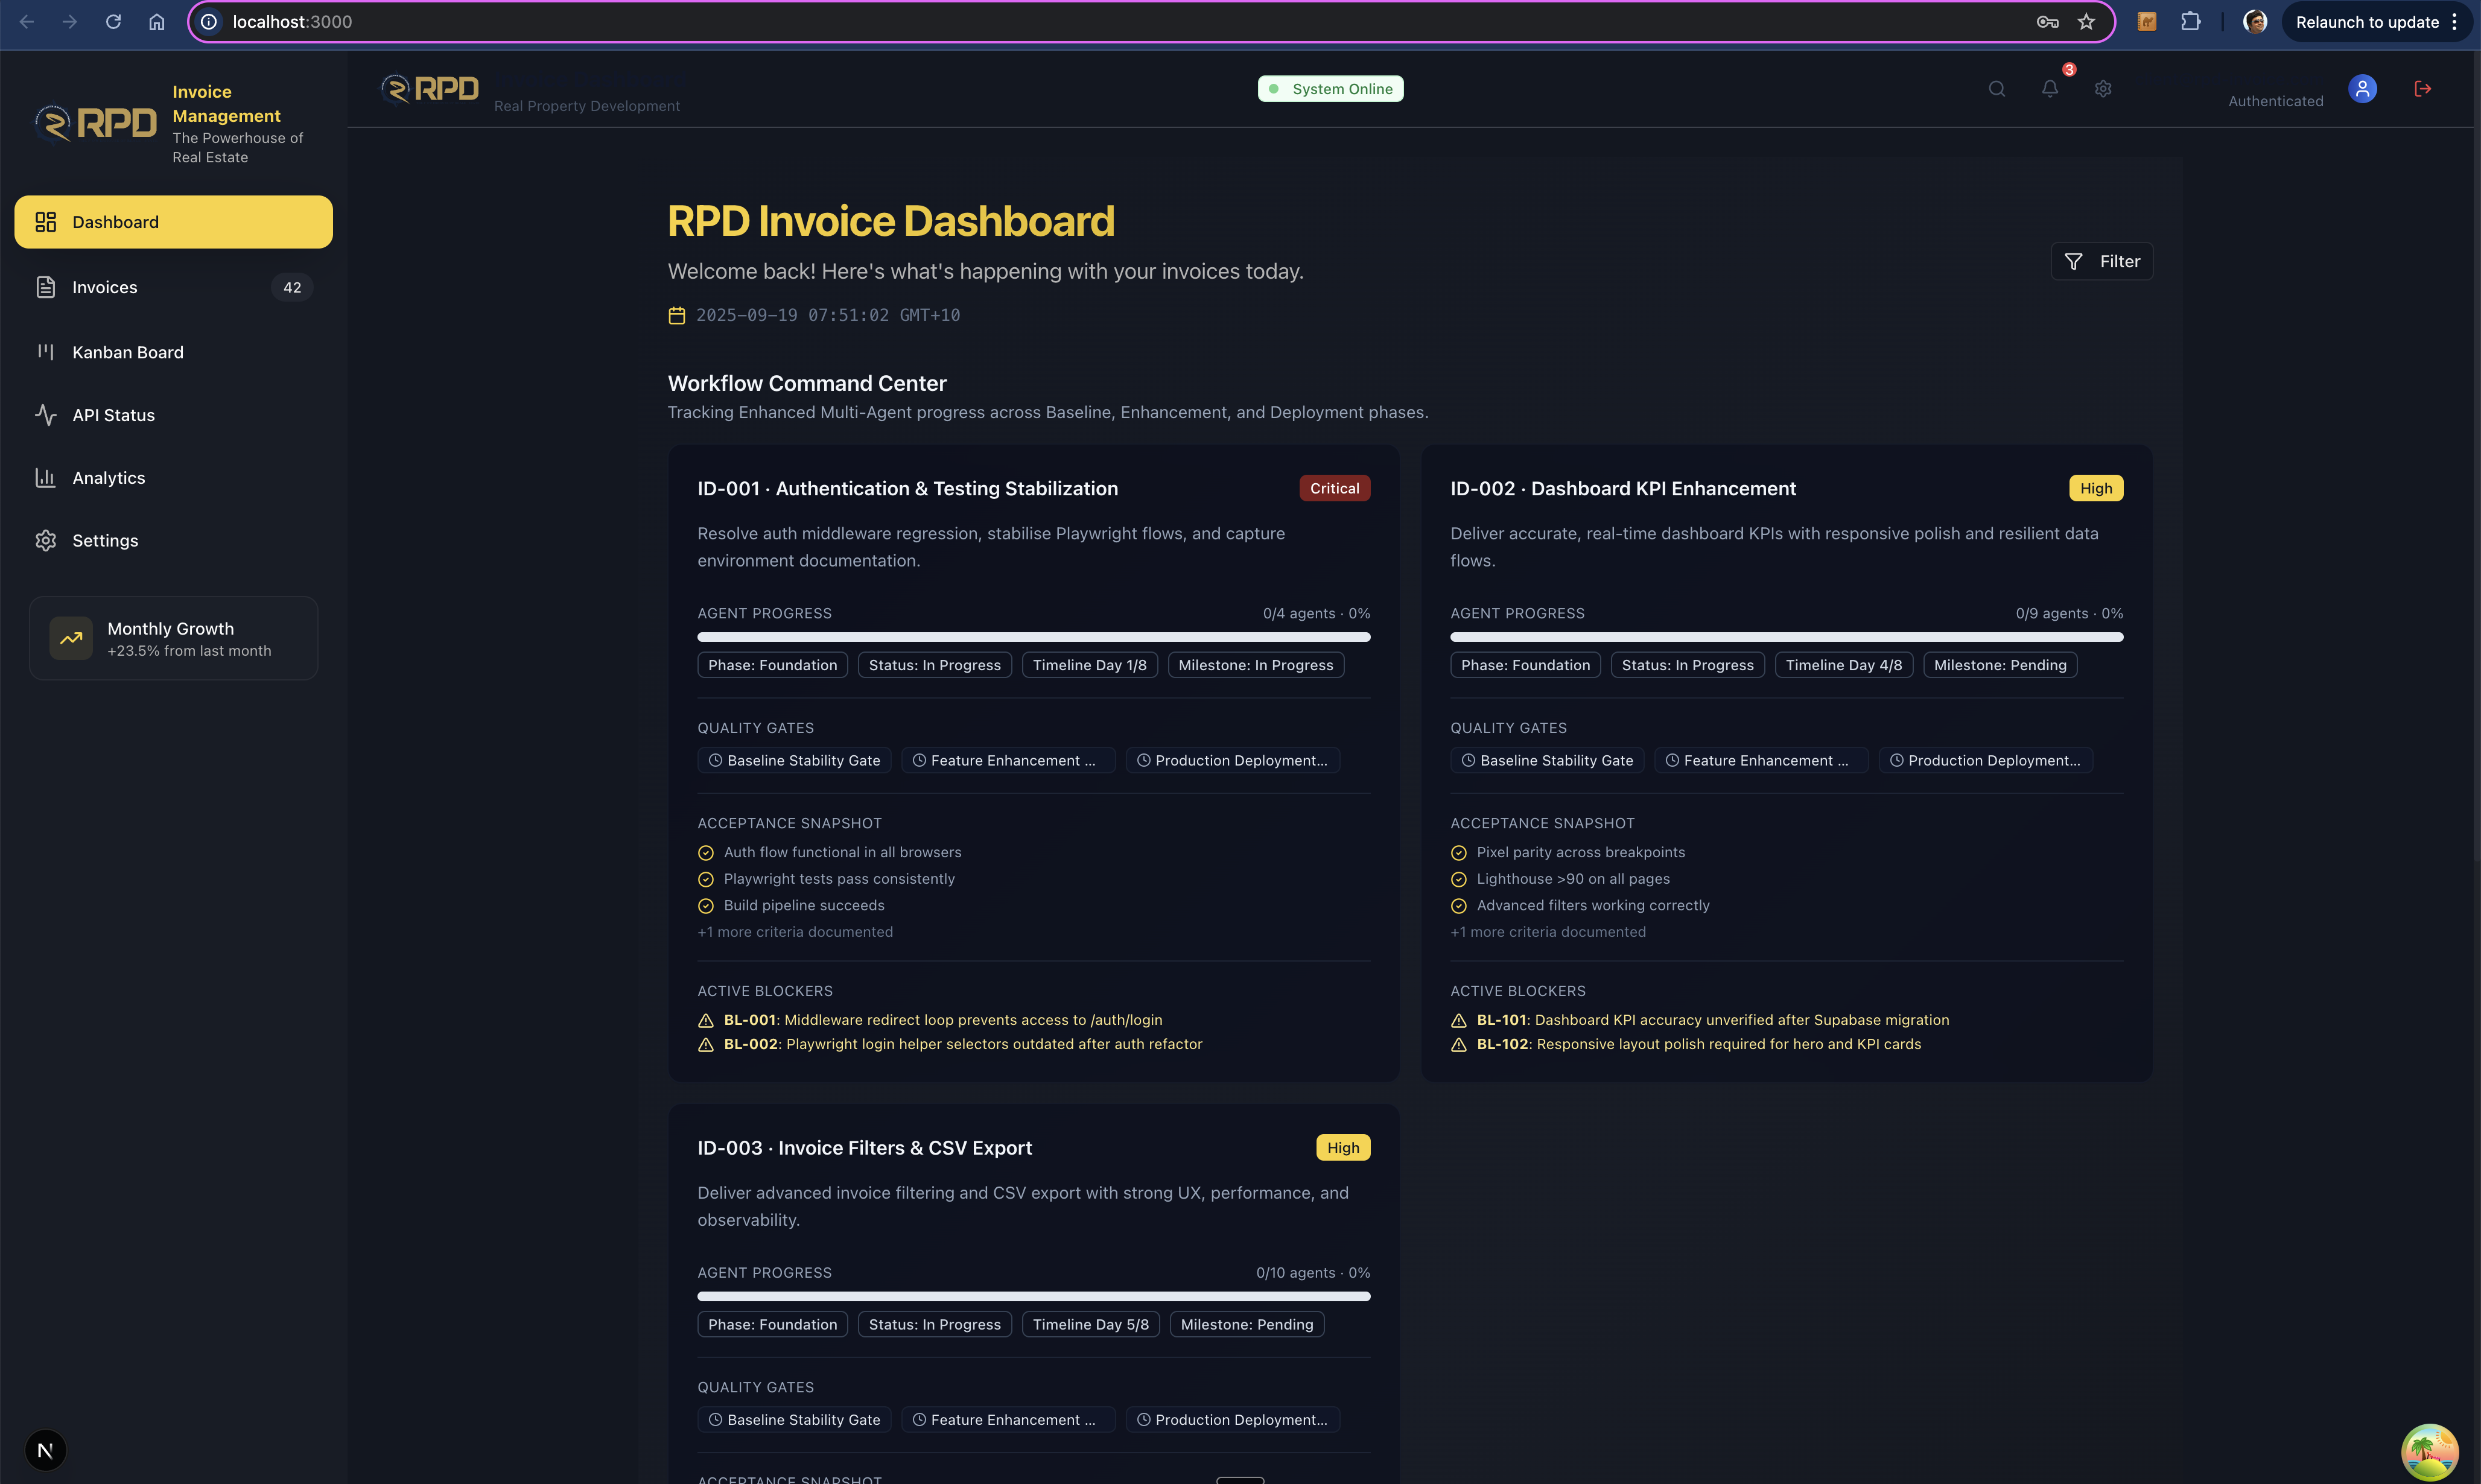 localhost:3000
Relaunch to update
RPD
Invoice
Management
The Powerhouse of
Real Estate
Dashboard
Invoices 42
Kanban Board
API Status
Analytics
Settings
Monthly Growth
+23.5% from last month
N
RPD Real Property Development
System Online
3
Authenticated
RPD Invoice Dashboard
Welcome back! Here's what's happening with your invoices today.
Filter
2025-09-19 07:51:02 GMT+10
Workflow Command Center
Tracking Enhanced Multi-Agent progress across Baseline, Enhancement, and Deployment phases.
ID-001 · Authentication & Testing Stabilization Critical
Resolve auth middleware regression, stabilise Playwright flows, and capture
environment documentation.
AGENT PROGRESS 0/4 agents · 0%
Phase: Foundation Status: In Progress Timeline Day 1/8 Milestone: In Progress
QUALITY GATES
Baseline Stability Gate Feature Enhancement ... Production Deployment...
ACCEPTANCE SNAPSHOT
Auth flow functional in all browsers
Playwright tests pass consistently
Build pipeline succeeds
+1 more criteria documented
ACTIVE BLOCKERS
BL-001: Middleware redirect loop prevents access to /auth/login
BL-002: Playwright login helper selectors outdated after auth refactor
ID-002 · Dashboard KPI Enhancement High
Deliver accurate, real-time dashboard KPIs with responsive polish and resilient data
flows.
AGENT PROGRESS 0/9 agents · 0%
Phase: Foundation Status: In Progress Timeline Day 4/8 Milestone: Pending
QUALITY GATES
Baseline Stability Gate Feature Enhancement ... Production Deployment...
ACCEPTANCE SNAPSHOT
Pixel parity across breakpoints
Lighthouse >90 on all pages
Advanced filters working correctly
+1 more criteria documented
ACTIVE BLOCKERS
BL-101: Dashboard KPI accuracy unverified after Supabase migration
BL-102: Responsive layout polish required for hero and KPI cards
ID-003 · Invoice Filters & CSV Export High
Deliver advanced invoice filtering and CSV export with strong UX, performance, and
observability.
AGENT PROGRESS 0/10 agents · 0%
Phase: Foundation Status: In Progress Timeline Day 5/8 Milestone: Pending
QUALITY GATES
Baseline Stability Gate Feature Enhancement ... Production Deployment...
ACCEPTANCE SNAPSHOT